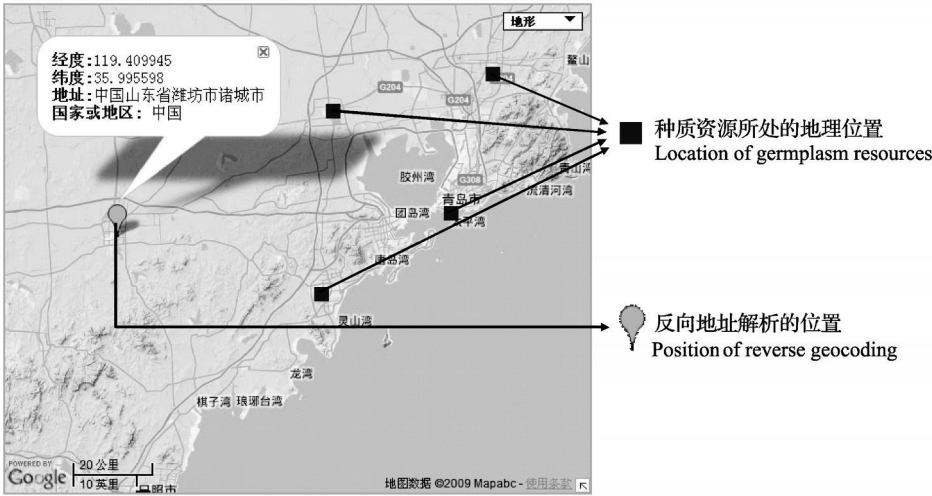 地形
经度:119.409945
纬度:35.995598
地址:中国山东省潍坊市诸城市
国家或地区: 中国
鳌山
G204
G204
G204
种质资源所处的地理位置
Location of germplasm resources
胶州湾
G308
青山湾
流清河湾
青岛市
团岛湾
太平湾
唐岛湾
灵山湾
反向地址解析的位置
Position of reverse geocoding
龙湾
棋子湾
琅琊台湾
POWERED BY
Google
20 公里
10 英里
日照市
地图数据 ©2009 Mapabc - 使用条款